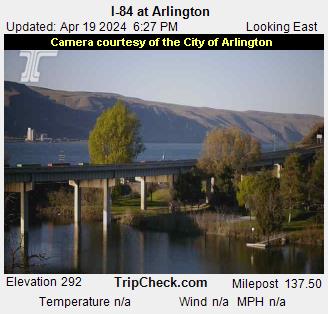 I-84 at Arlington
Updated: Apr 19 2024 6:27 PM Looking East
Camera courtesy of the City of Arlington
Elevation 292 TripCheck.com Milepost 137.50
Temperature n/a Wind n/a MPH n/a